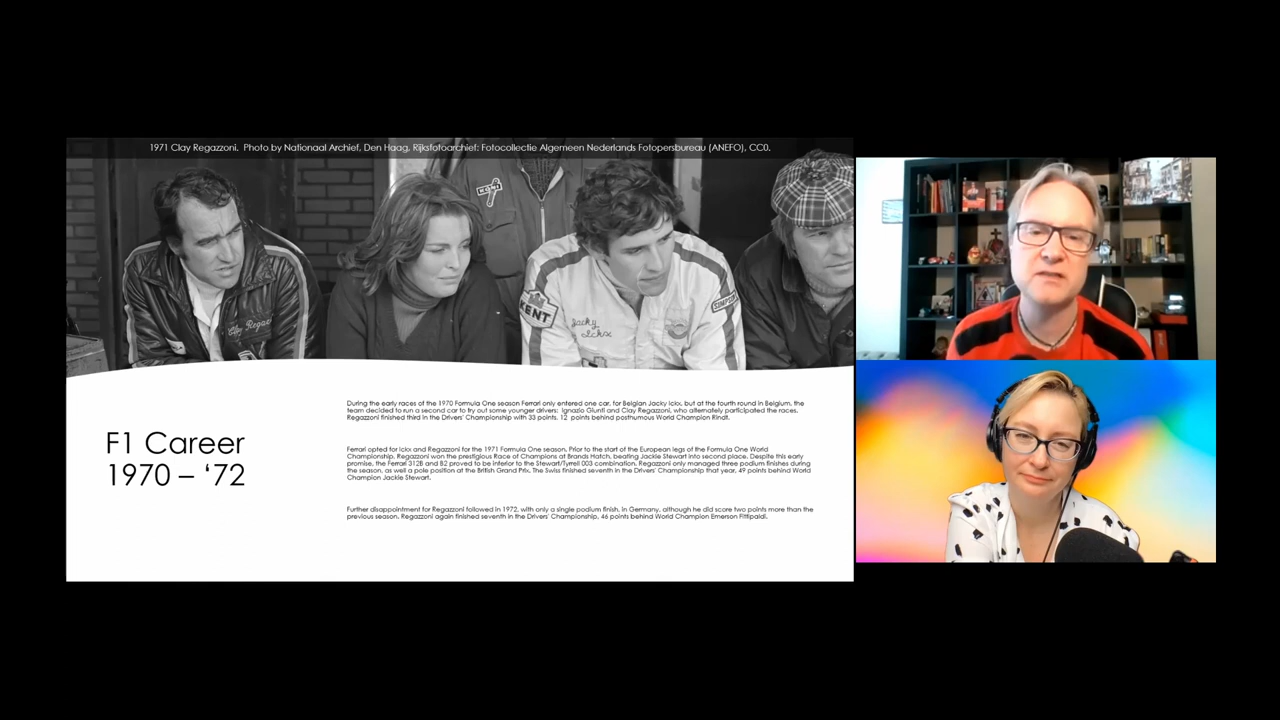 1971 Clay Regazzoni. Photo by Nationaal Archief, Den Haag, Rijksfotoarchief: Fotocollectie Algemeen Nederlands Fotopersbureau (ANEFO), CC0.
KONI
Clay Regazz
KENT
Jacky
Ickx
SIMPSON
F1 Career
1970 – ‘72
During the early races of the 1970 Formula One season Ferrari only entered one car, for Belgian Jacky Ickx, but at the fourth round in Belgium, the
team decided to run a second car to try out some younger drivers: Ignazio Giunti and Clay Regazzoni, who alternately participated the races.
Regazzoni finished third in the Drivers' Championship with 33 points, 12 points behind posthumous World Champion Rindt.
Ferrari opted for Ickx and Regazzoni for the 1971 Formula One season. Prior to the start of the European legs of the Formula One World
Championship, Regazzoni won the prestigious Race of Champions at Brands Hatch, beating Jackie Stewart into second place. Despite this early
promise, the Ferrari 312B and B2 proved to be inferior to the Stewart/Tyrell 003 combination. Regazzoni only managed three podium finishes during
the season, as well a pole position at the British Grand Prix. The Swiss finished seventh in the Drivers' Championship that year, 49 points behind World
Champion Jackie Stewart.
Further disappointment for Regazzoni followed in 1972, with only a single podium finish, in Germany, although he did score two points more than the
previous season. Regazzoni again finished seventh in the Drivers' Championship, 46 points behind World Champion Emerson Fittipaldi.